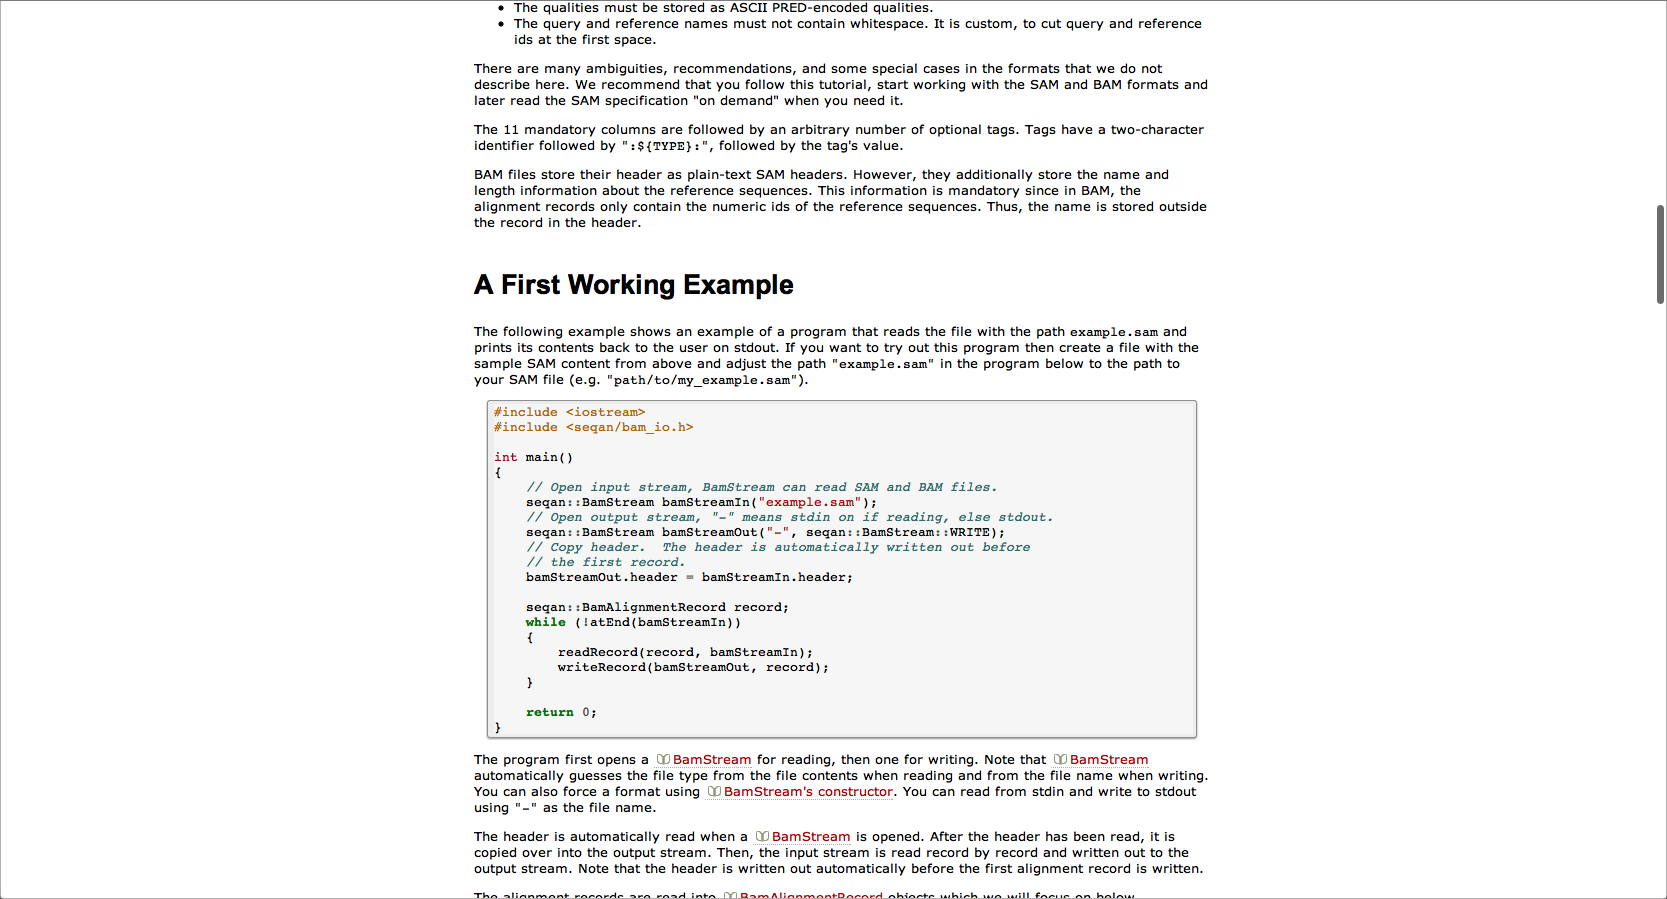 • The qualities must be stored as ASCII PRED-encoded qualities.
• The query and reference names must not contain whitespace. It is custom, to cut query and reference
ids at the first space.
There are many ambiguities, recommendations, and some special cases in the formats that we do not
describe here. We recommend that you follow this tutorial, start working with the SAM and BAM formats and
later read the SAM specification "on demand" when you need it.
The 11 mandatory columns are followed by an arbitrary number of optional tags. Tags have a two-character
identifier followed by ":${TYPE}:", followed by the tag's value.
BAM files store their header as plain-text SAM headers. However, they additionally store the name and
length information about the reference sequences. This information is mandatory since in BAM, the
alignment records only contain the numeric ids of the reference sequences. Thus, the name is stored outside
the record in the header.
A First Working Example
The following example shows an example of a program that reads the file with the path example.sam and
prints its contents back to the user on stdout. If you want to try out this program then create a file with the
sample SAM content from above and adjust the path "example.sam" in the program below to the path to
your SAM file (e.g. "path/to/my_example.sam").
#include <iostream>
#include <seqan/bam_io.h>
int main()
{
// Open input stream, BamStream can read SAM and BAM files.
seqan::BamStream bamStreamIn("example.sam");
// Open output stream, "-" means stdin on if reading, else stdout.
seqan::BamStream bamStreamOut("-", seqan::BamStream::WRITE);
// Copy header.  The header is automatically written out before
// the first record.
bamStreamOut.header = bamStreamIn.header;
seqan::BamAlignmentRecord record;
while (!atEnd(bamStreamIn))
{
readRecord(record, bamStreamIn);
writeRecord(bamStreamOut, record);
}
return 0;
}
The program first opens a BamStream for reading, then one for writing. Note that BamStream
automatically guesses the file type from the file contents when reading and from the file name when writing.
You can also force a format using BamStream's constructor. You can read from stdin and write to stdout
using "-" as the file name.
The header is automatically read when a BamStream is opened. After the header has been read, it is
copied over into the output stream. Then, the input stream is read record by record and written out to the
output stream. Note that the header is written out automatically before the first alignment record is written.
The alignment records are read into BamAlignmentRecord objects which we will focus on below.